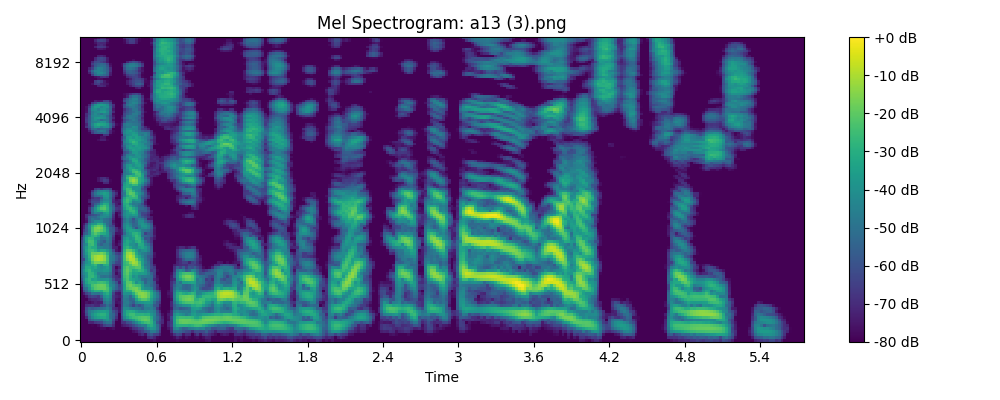 Mel Spectrogram: a13 (3).png
+0 dB
8192
-10 dB
4096
-20 dB
-30 dB
Hz
2048
-40 dB
1024
-50 dB
512
-60 dB
-70 dB
0
-80 dB
0 0.6 1.2 1.8 2.4 3 3.6 4.2 4.8 5.4
Time